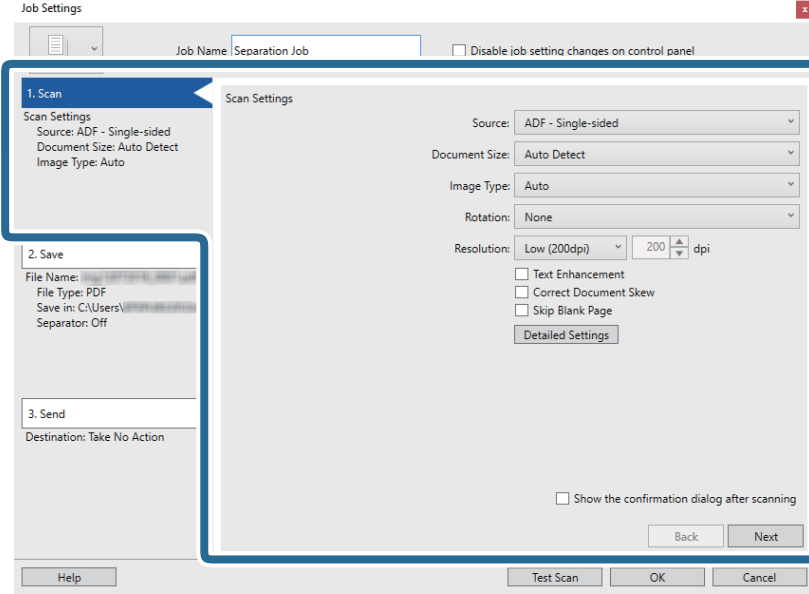 Job Settings
x
Job Name Separation Job
Disable job setting changes on control panel
1. Scan
Scan Settings
Source: ADF - Single-sided
Document Size: Auto Detect
Image Type: Auto
2. Save
File Name:
File Type: PDF
Save in: C:\Users\
Separator: Off
3. Send
Destination: Take No Action
Scan Settings
Source: ADF - Single-sided
Document Size: Auto Detect
Image Type: Auto
Rotation: None
Resolution: Low (200dpi) 200 dpi
Text Enhancement
Correct Document Skew
Skip Blank Page
Detailed Settings
Show the confirmation dialog after scanning
Back Next
Help Test Scan OK Cancel